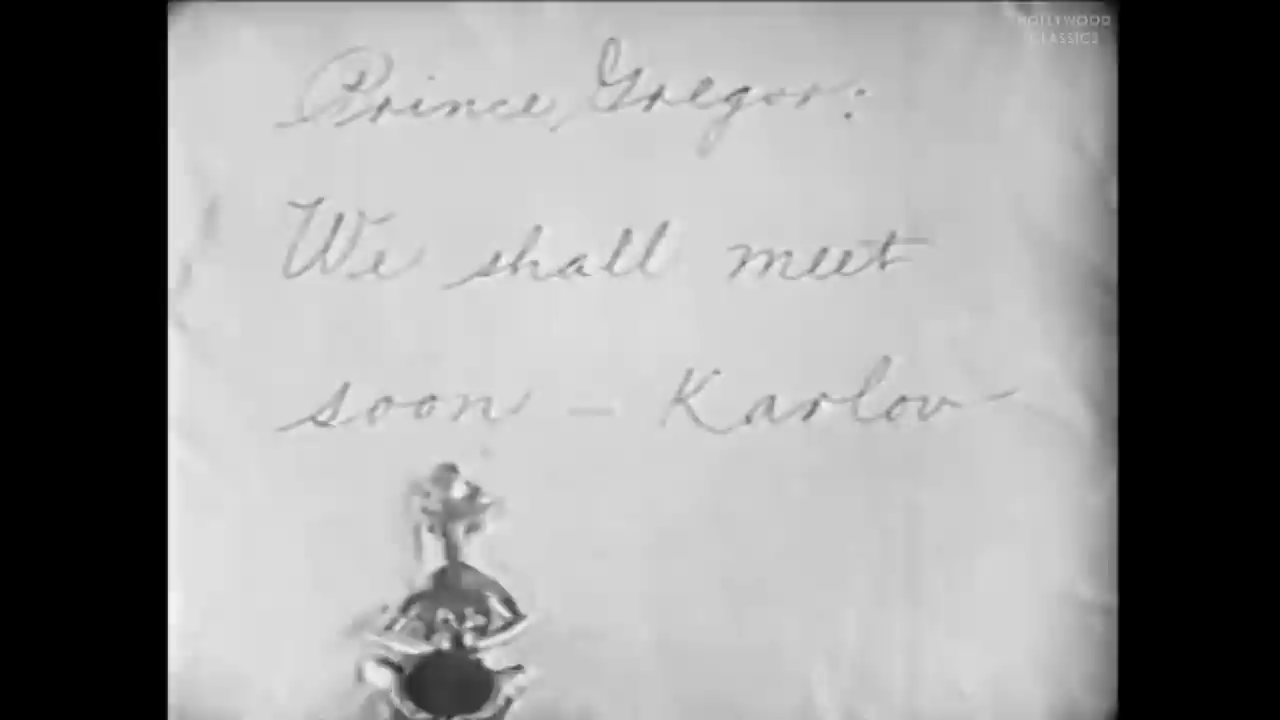 HOLLYWOOD
CLASSICS
Prince Gregor:
We shall meet
soon — Karlov